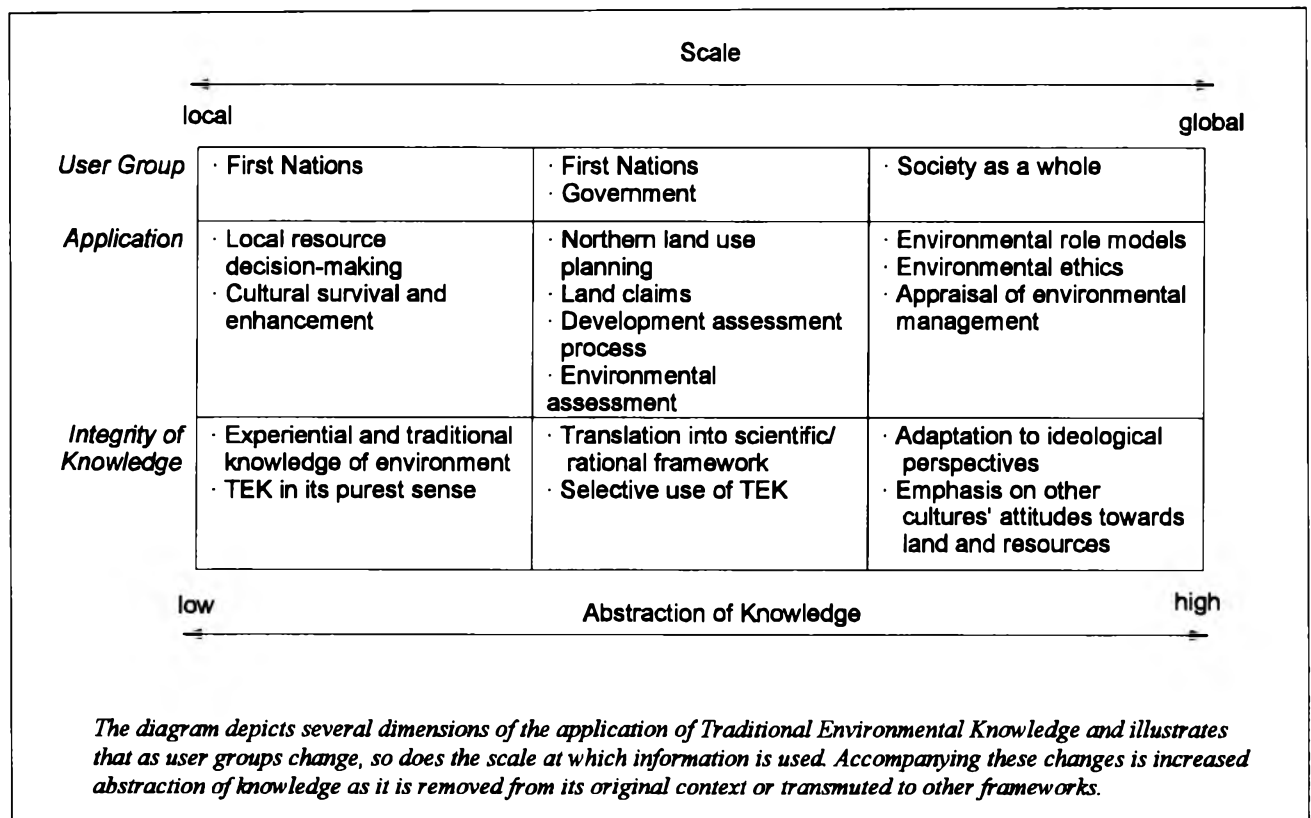 Scale
local
global
User Group
· First Nations
· First Nations
· Government
· Society as a whole
Application
· Local resource
decision-making
· Cultural survival and
enhancement
· Northern land use
planning
· Land claims
· Development assessment
process
· Environmental
assessment
· Environmental role models
· Environmental ethics
· Appraisal of environmental
management
Integrity of
Knowledge
· Experiential and traditional
knowledge of environment
· TEK in its purest sense
· Translation into scientific/
rational framework
· Selective use of TEK
· Adaptation to ideological
perspectives
· Emphasis on other
cultures' attitudes towards
land and resources
low
high
Abstraction of Knowledge
The diagram depicts several dimensions of the application of Traditional Environmental Knowledge and illustrates
that as user groups change, so does the scale at which information is used. Accompanying these changes is increased
abstraction of knowledge as it is removed from its original context or transmuted to other frameworks.